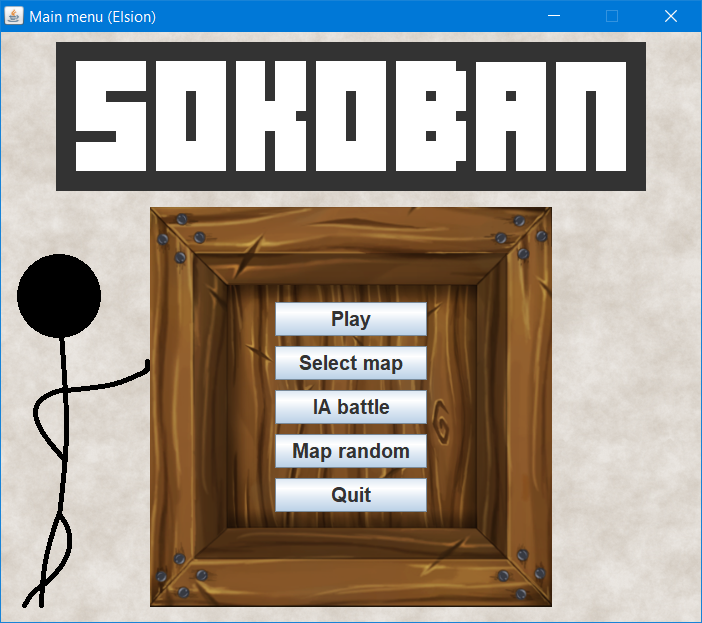 Main menu (Elsion)
SOKOBAN
Play
Select map
IA battle
Map random
Quit